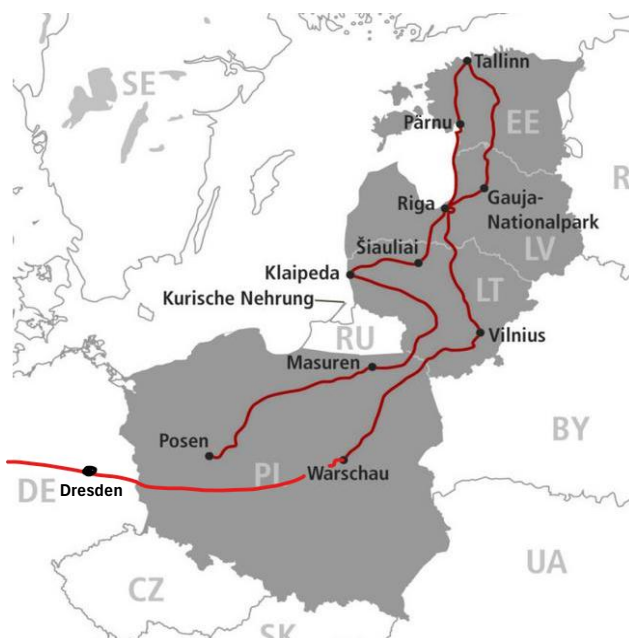 SE
Tallinn
EE
Pärnu
R
Riga
Gauja-
Nationalpark
LV
Šiauliai
Klaipeda
LT
Kurische Nehrung
RU
Vilnius
Masuren
BY
Posen
PL
Warschau
DE
Dresden
UA
CZ
SK